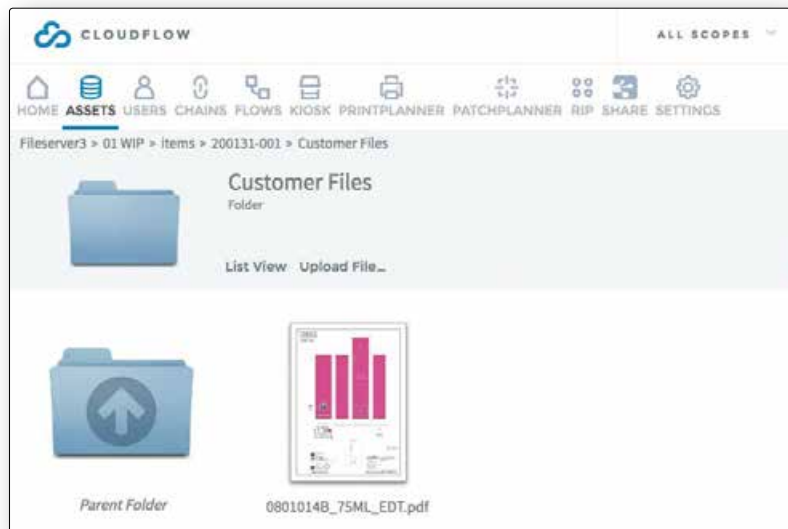 CLOUDFLOW
ALL SCOPES
HOME ASSETS USERS CHAINS FLOWS KIOSK PRINTPLANNER PATCHPLANNER RIP SHARE SETTINGS
Fileserver3 > 01 WIP > items > 200131-001 > Customer Files
Customer Files
Folder
List View Upload File...
Parent Folder
0801014B_75ML_EDT.pdf